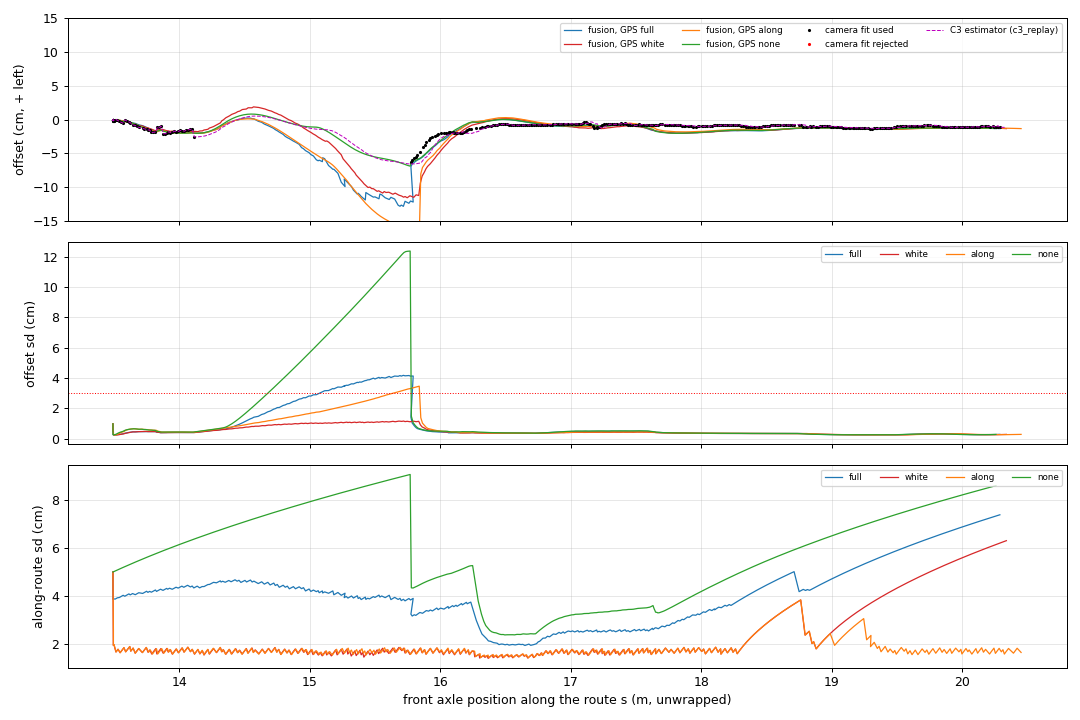 fusion, GPS full
fusion, GPS white
fusion, GPS along
fusion, GPS none
camera fit used
camera fit rejected
C3 estimator (c3_replay)
offset (cm, + left)
15
10
5
0
−5
−10
−15
full
white
along
none
offset sd (cm)
12
10
8
6
4
2
0
full
white
along
none
along-route sd (cm)
8
6
4
2
14
15
16
17
18
19
20
front axle position along the route s (m, unwrapped)